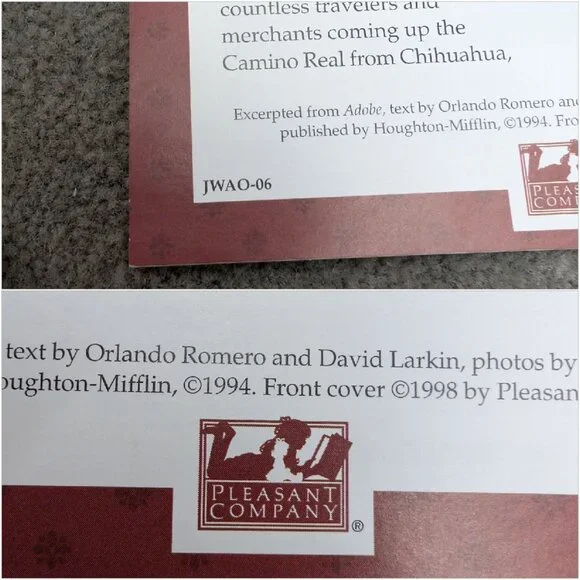 countless travelers and
merchants coming up the
Camino Real from Chihuahua,
Excerpted from Adobe, text by Orlando Romero and
published by Houghton-Mifflin, ©1994. Fro
JWAO-06
PLEAS
COMP
text by Orlando Romero and David Larkin, photos by
oughton-Mifflin, ©1994. Front cover ©1998 by Pleasan
PLEASANT
COMPANY
®